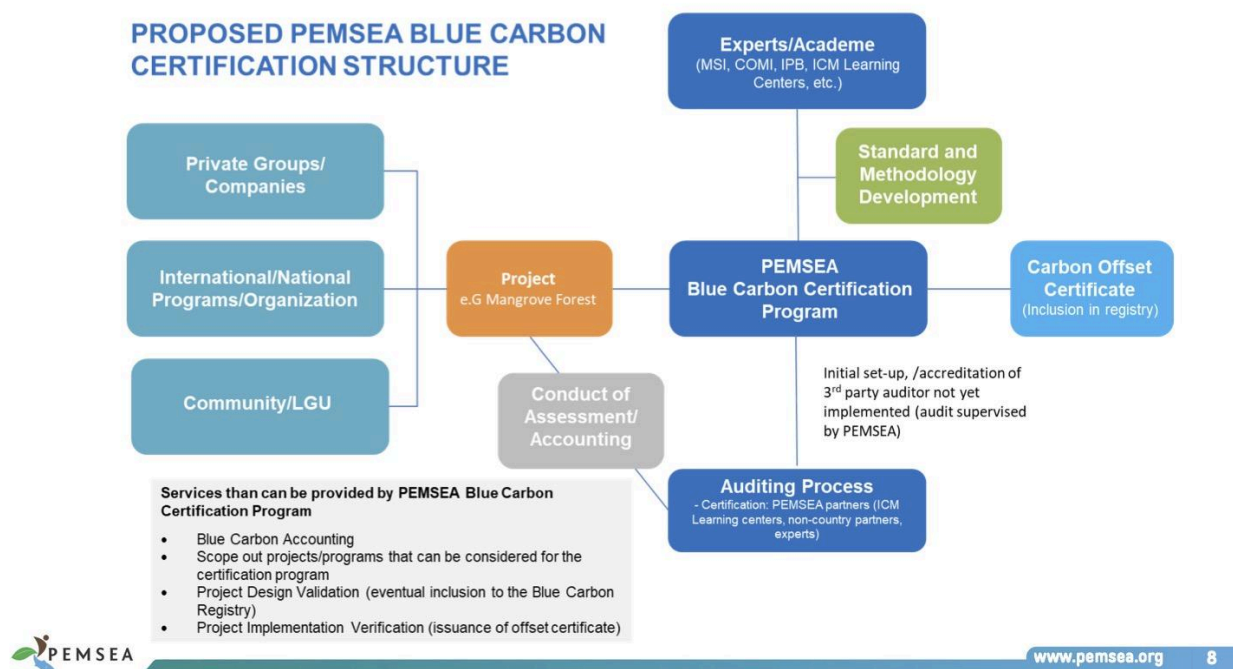 PROPOSED PEMSEA BLUE CARBON
CERTIFICATION STRUCTURE
Experts/Academe
(MSI, COMI, IPB, ICM Learning
Centers, etc.)
Private Groups/
Companies
Standard and
Methodology
Development
International/National
Programs/Organization
Project
e.G Mangrove Forest
PEMSEA
Blue Carbon Certification
Program
Carbon Offset
Certificate
(Inclusion in registry)
Community/LGU
Conduct of
Assessment/
Accounting
Initial set-up, /accreditation of
3rd party auditor not yet
implemented (audit supervised
by PEMSEA)
Auditing Process
- Certification: PEMSEA partners (ICM
Learning centers, non-country partners,
experts)
Services than can be provided by PEMSEA Blue Carbon
Certification Program
• Blue Carbon Accounting
• Scope out projects/programs that can be considered for the
certification program
• Project Design Validation (eventual inclusion to the Blue Carbon
Registry)
• Project Implementation Verification (issuance of offset certificate)
PEMSEA
www.pemsea.org 8